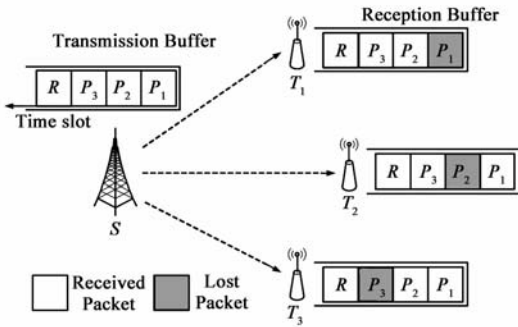 Transmission Buffer
R P3 P2 P1
Time slot
S
Reception Buffer
R P3 P2 P1
T1
R P3 P2 P1
T2
R P3 P2 P1
T3
Received Packet
Lost Packet